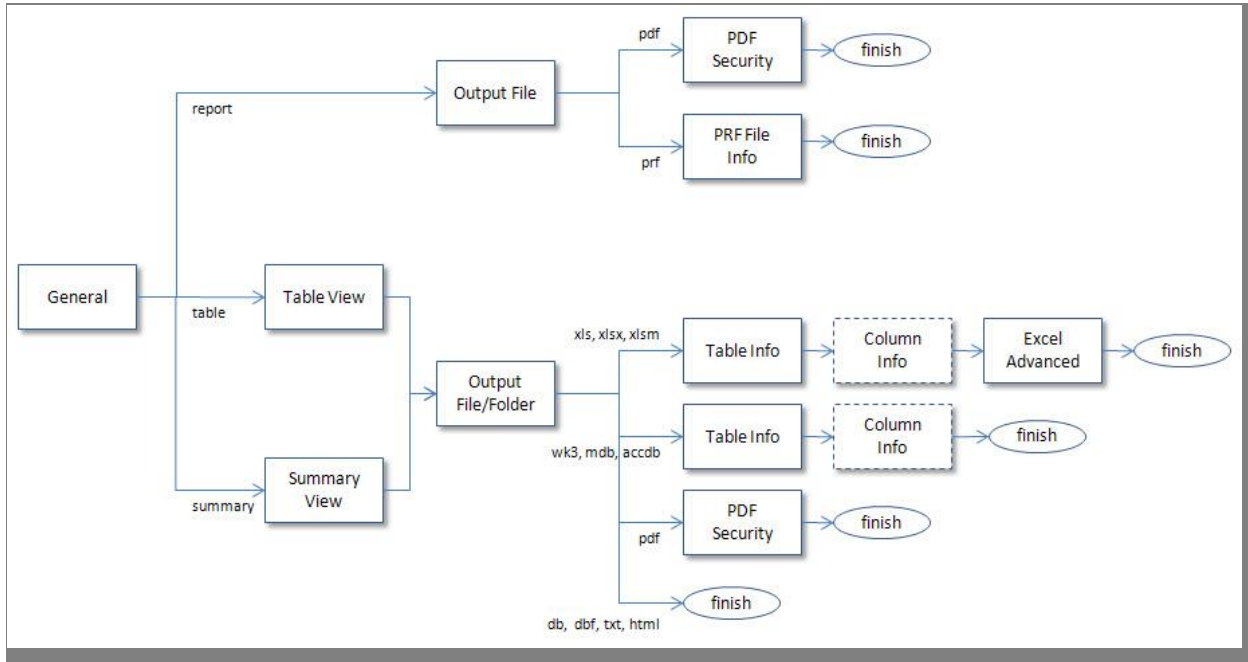 pdf
PDF
Security
finish
Output File
report
prf
PRF File
Info
finish
General
table
Table View
summary
Summary
View
Output
File/Folder
xls, xlsx, xlsm
Table Info
Column
Info
Excel
Advanced
finish
wk3, mdb, accdb
Table Info
Column
Info
finish
pdf
PDF
Security
finish
db, dbf, txt, html
finish